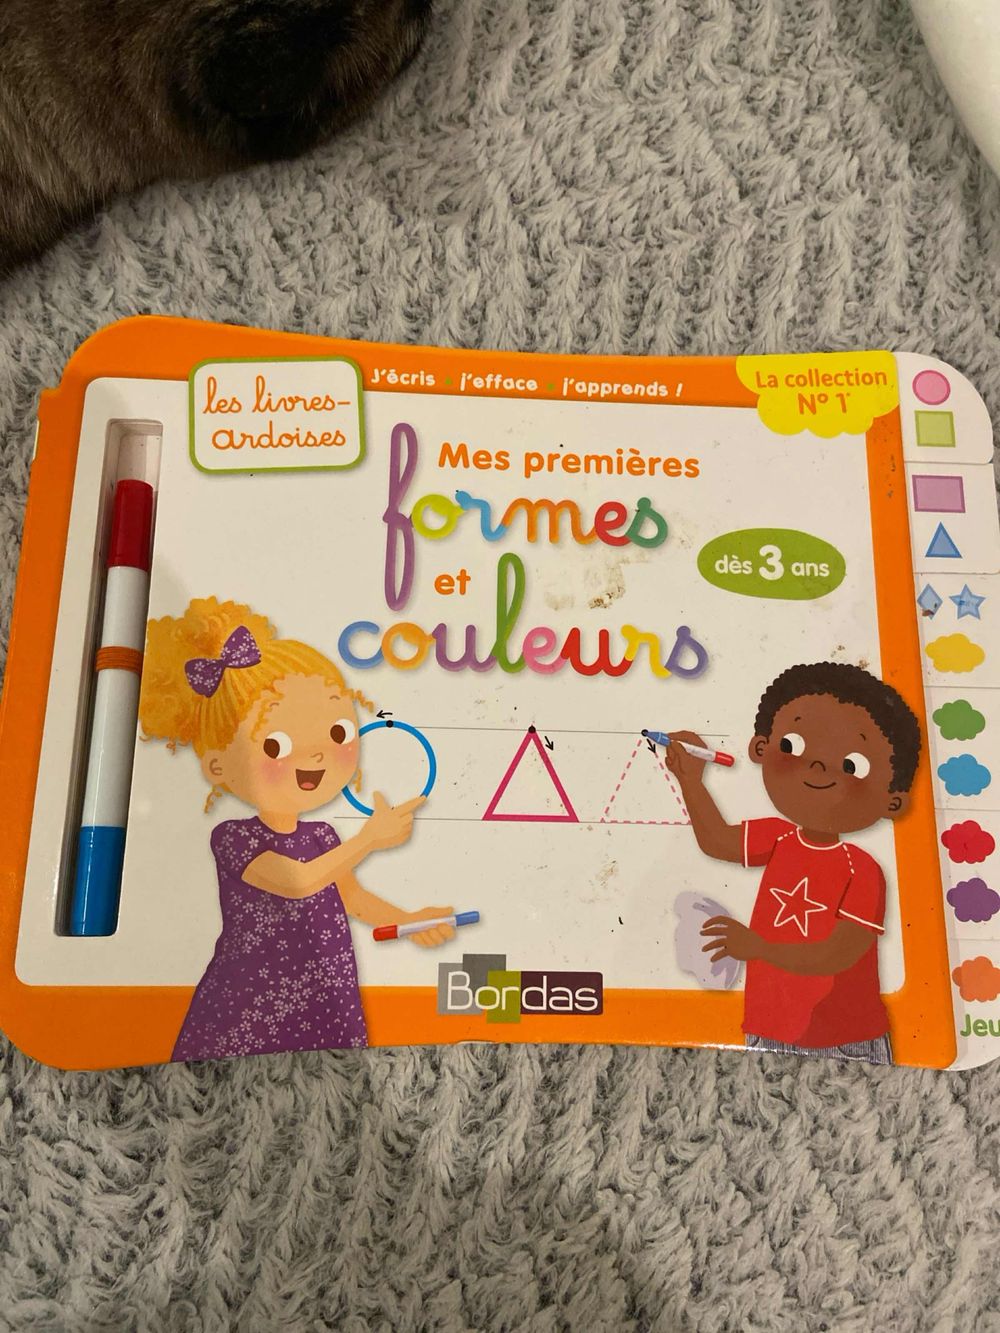 les livres-
ardoises
J'écris • j'efface • j'apprends !
La collection
N° 1*
Mes premières
formes
et
couleurs
dès 3 ans
Bordas
Jeu